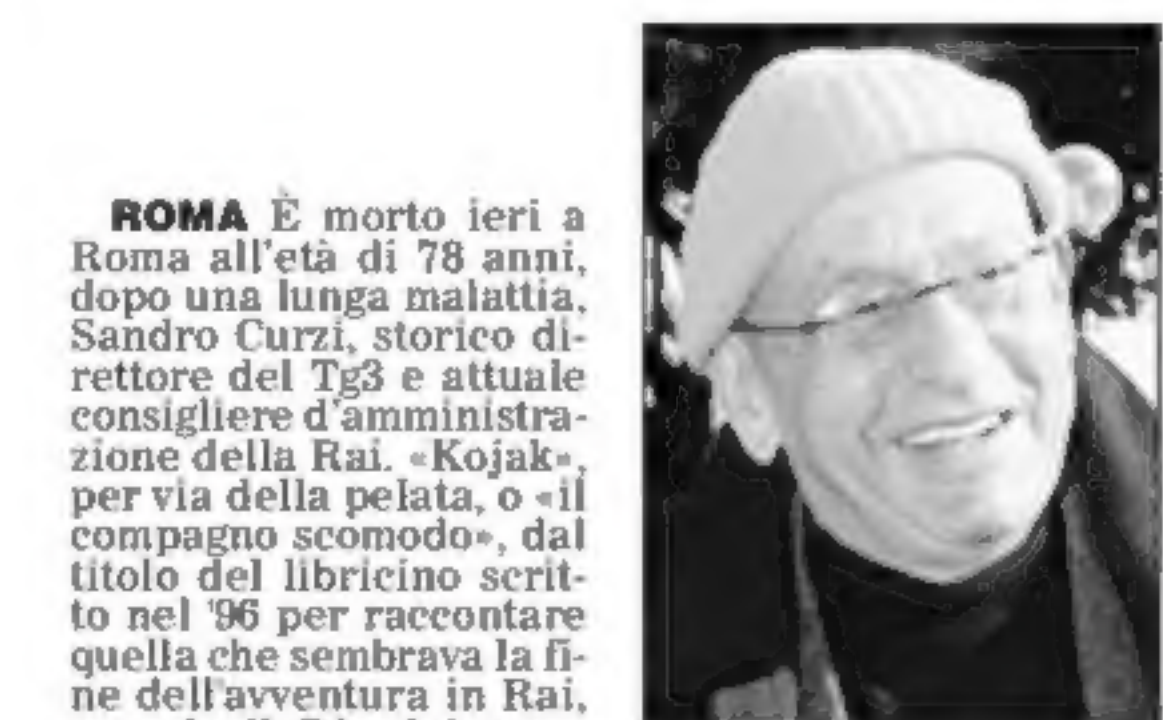 ROMA È morto ieri a
Roma all'età di 78 anni,
dopo una lunga malattia,
Sandro Curzi, storico di-
rettore del Tg3 e attuale
consigliere d'amministra-
zione della Rai. «Kojak»,
per via della pelata, o «il
compagno scomodo», dal
titolo del libricino scrit-
to nel '96 per raccontare
quella che sembrava la fi-
ne dell'avventura in Rai,